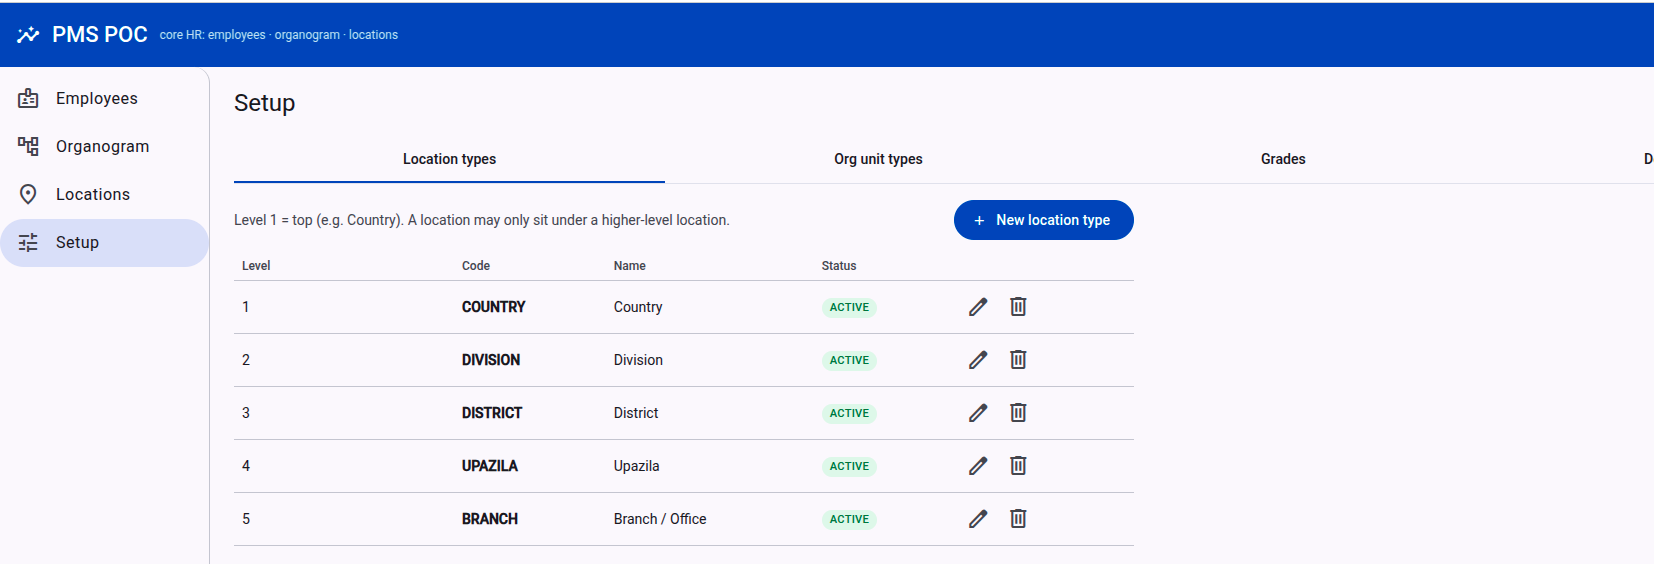 PMS POC core HR: employees · organogram · locations
Employees
Organogram
Locations
Setup
Setup
Location types Org unit types Grades
Level 1 = top (e.g. Country). A location may only sit under a higher-level location.
+ New location type
Level Code Name Status
1 COUNTRY Country ACTIVE
2 DIVISION Division ACTIVE
3 DISTRICT District ACTIVE
4 UPAZILA Upazila ACTIVE
5 BRANCH Branch / Office ACTIVE